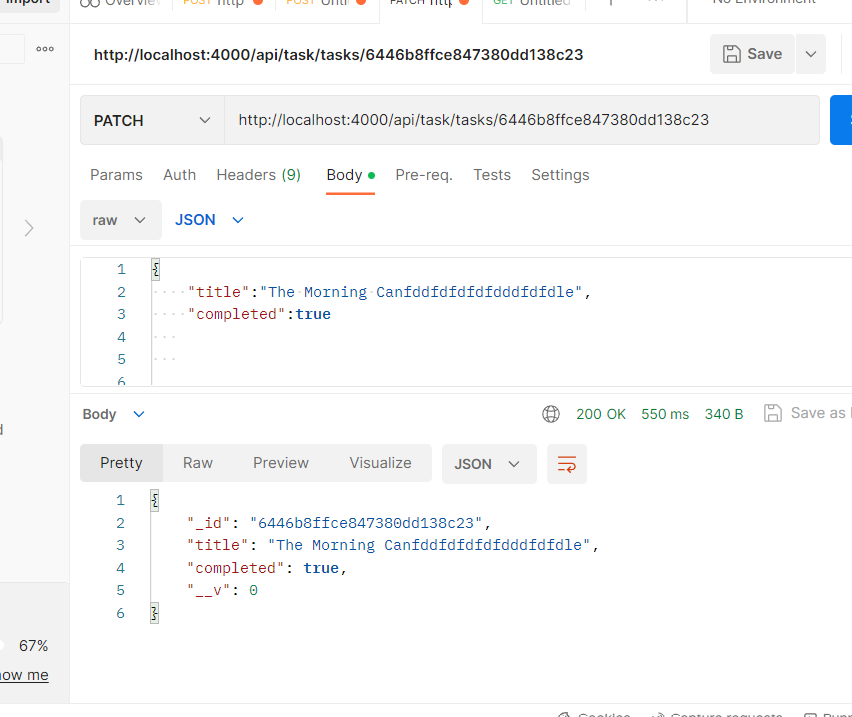 Import
Overview POST http POST Unti PATCH http GET Untitled No Environment
http://localhost:4000/api/task/tasks/6446b8ffce847380dd138c23
Save
PATCH
http://localhost:4000/api/task/tasks/6446b8ffce847380dd138c23
Params Auth Headers (9) Body Pre-req. Tests Settings
raw JSON
1 {
2 "title":"The Morning Canfddfdfdfdfdddfdfdle",
3 "completed":true
4
5
6
Body 200 OK 550 ms 340 B Save as
Pretty Raw Preview Visualize JSON
1 {
2 "_id": "6446b8ffce847380dd138c23",
3 "title": "The Morning Canfddfdfdfdfdddfdfdle",
4 "completed": true,
5 "__v": 0
6 }
67%
how me
Cookies Capture requests